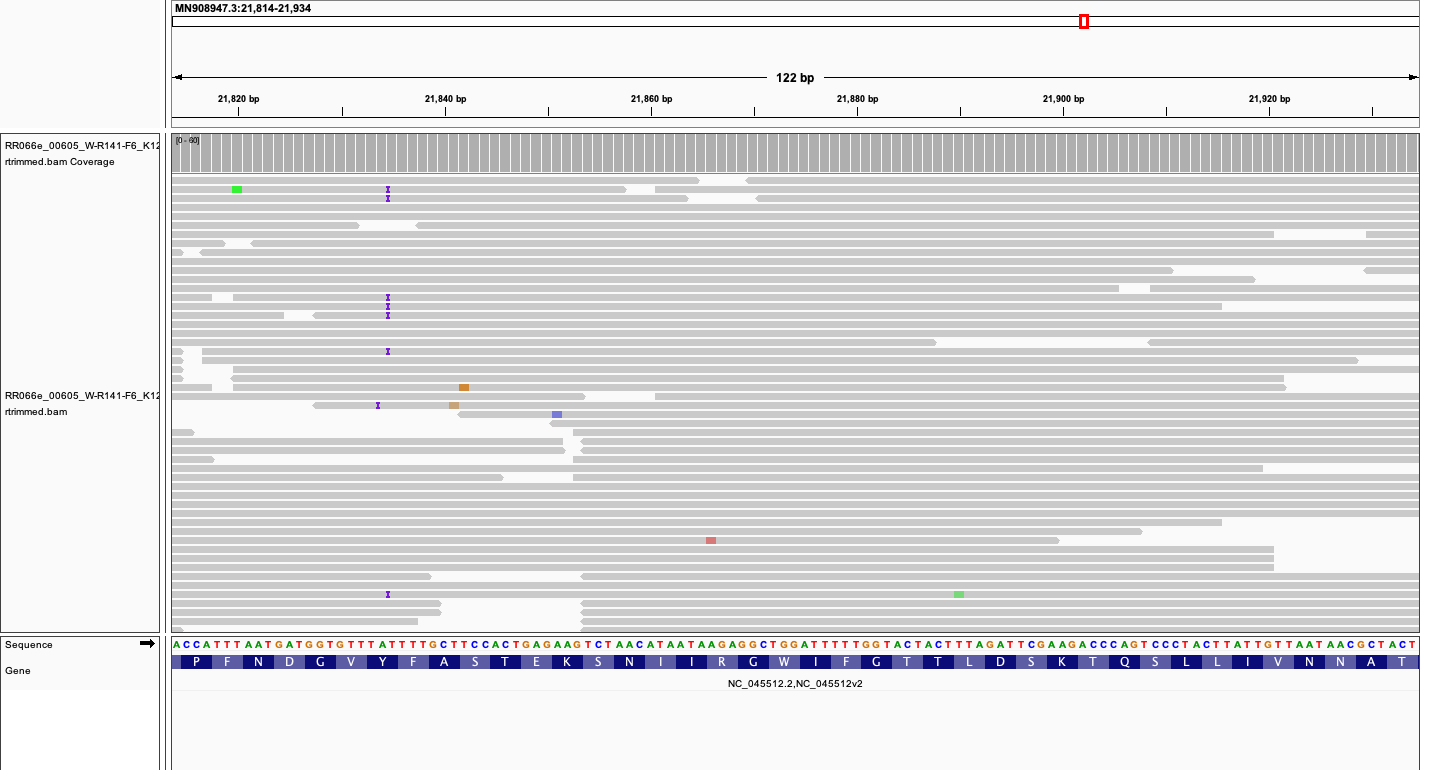 MN908947.3:21,814-21,934
122 bp
21,820 bp 21,840 bp 21,860 bp 21,880 bp 21,900 bp 21,920 bp
RR066e_00605_W-R141-F6_K12
rtrimmed.bam Coverage
[0 - 60]
RR066e_00605_W-R141-F6_K12
rtrimmed.bam
Sequence
A C C A T T T A A T G A T G G T G T T T A T T T T G C T T C C A C T G A G A A G T C T A A C A T A A T A A G A G G C T G G A T T T T T G G T A C T A C T T T A G A T T C G A A G A C C C A G T C C C T A C T T A T T G T T A A T A A C G C T A C T
Gene
P F N D G V Y F A S T E K S N I I R G W I F G T T L D S K T Q S L L I V N N A T
NC_045512.2,NC_045512v2